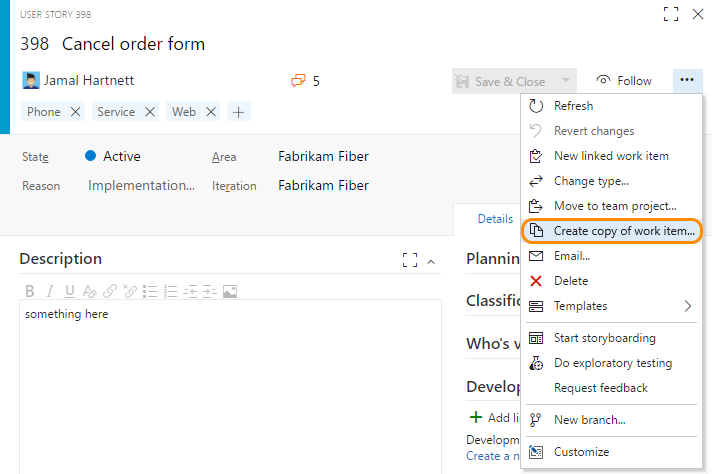 USER STORY 398
398 Cancel order form
Jamal Hartnett 5 Save & Close Follow ...
Phone Service Web
State Active Area Fabrikam Fiber
Reason Implementation... Iteration Fabrikam Fiber
Details
Description
B I U
something here
Planning
Classific
Who's v
Develop
Add li
Developm
Create a n
Refresh
Revert changes
New linked work item
Change type...
Move to team project...
Create copy of work item...
Email...
Delete
Templates
Start storyboarding
Do exploratory testing
Request feedback
New branch...
Customize